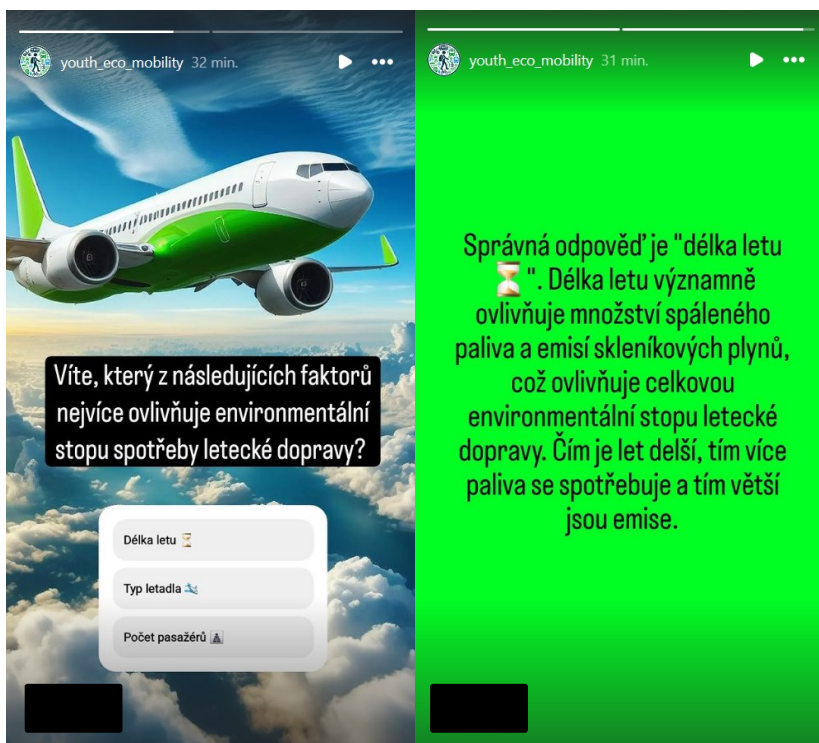 youth_eco_mobility 32 min.
Víte, který z následujících faktorů
nejvíce ovlivňuje environmentální
stopu spotřeby letecké dopravy?
Délka letu ⏳
Typ letadla 🛩️
Počet pasažérů
youth_eco_mobility 31 min.
Správná odpověď je "délka letu
⏳". Délka letu významně
ovlivňuje množství spáleného
paliva a emisí skleníkových plynů,
což ovlivňuje celkovou
environmentální stopu letecké
dopravy. Čím je let delší, tím více
paliva se spotřebuje a tím větší
jsou emise.